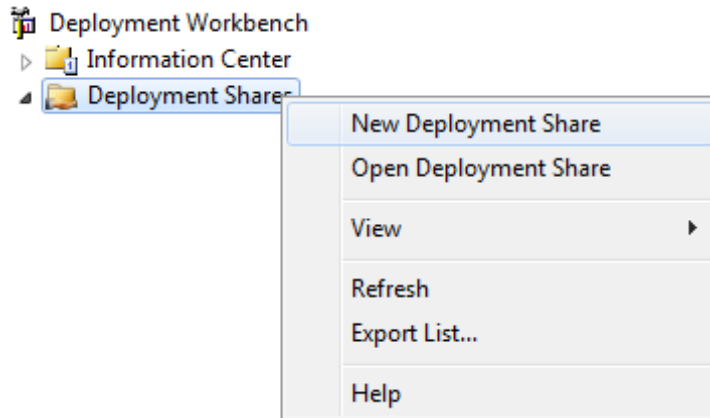 Deployment Workbench
Information Center
Deployment Shares
New Deployment Share
Open Deployment Share
View
Refresh
Export List...
Help